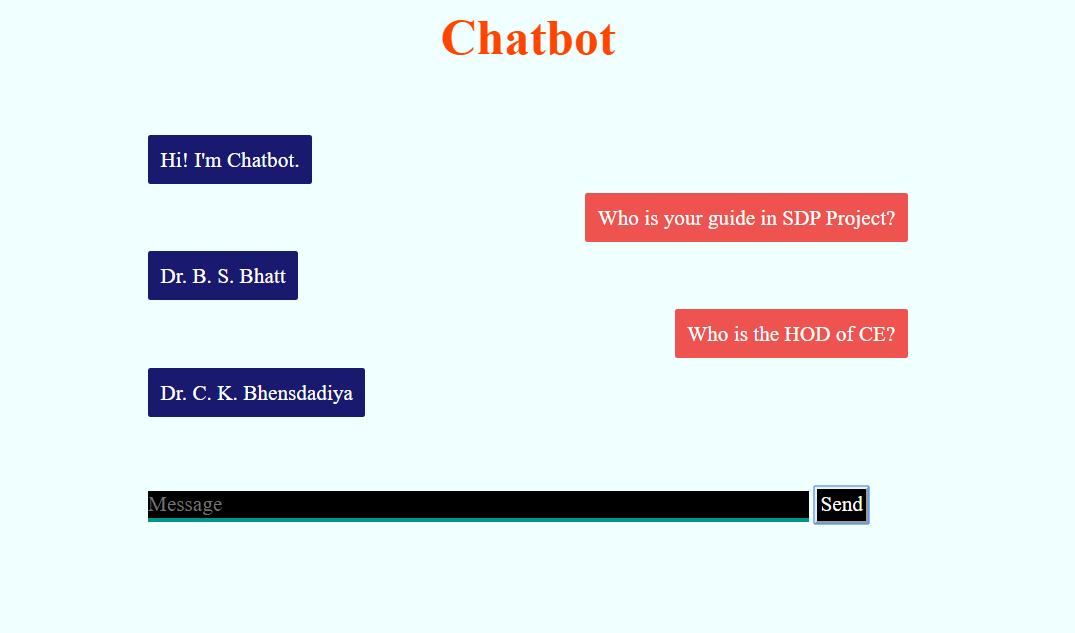 Chatbot
Hi! I'm Chatbot.
Who is your guide in SDP Project?
Dr. B. S. Bhatt
Who is the HOD of CE?
Dr. C. K. Bhensdadiya
Message
Send